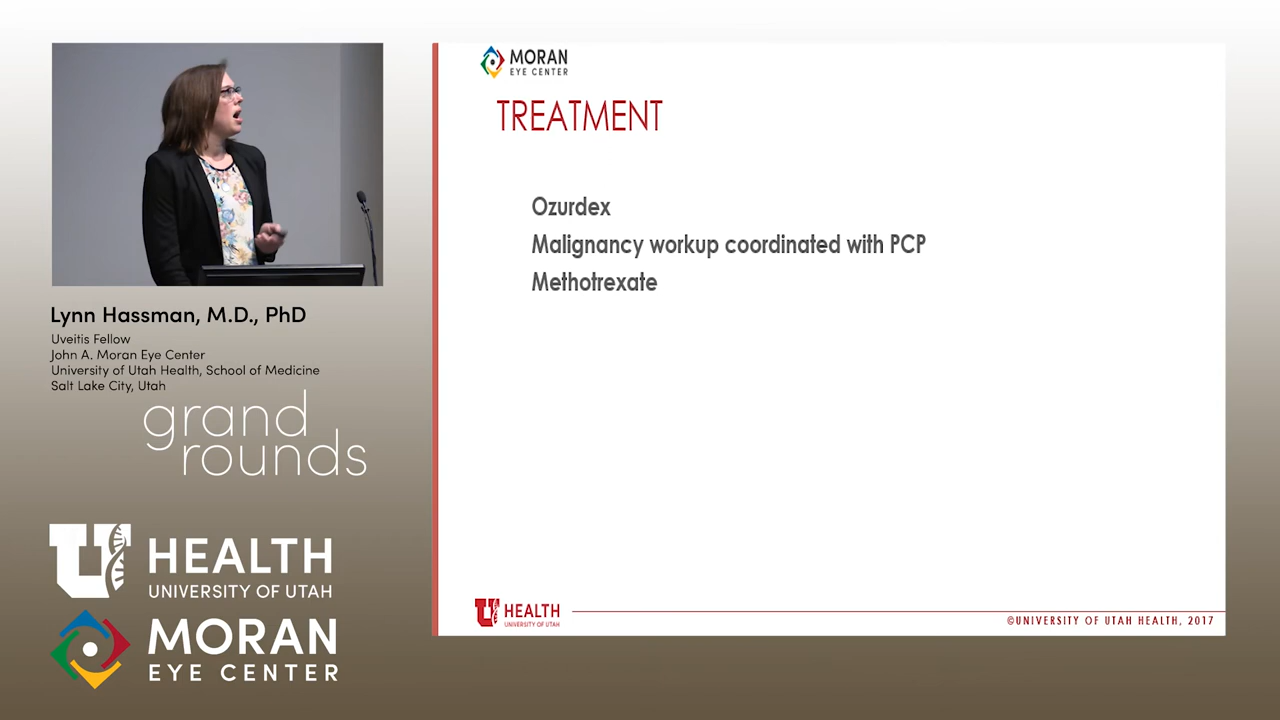 Lynn Hassman, M.D., PhD
Uveitis Fellow
John A. Moran Eye Center
University of Utah Health, School of Medicine
Salt Lake City, Utah
grand
rounds
U HEALTH
UNIVERSITY OF UTAH
MORAN
EYE CENTER
MORAN
EYE CENTER
TREATMENT
Ozurdex
Malignancy workup coordinated with PCP
Methotrexate
U HEALTH
UNIVERSITY OF UTAH
©UNIVERSITY OF UTAH HEALTH, 2017